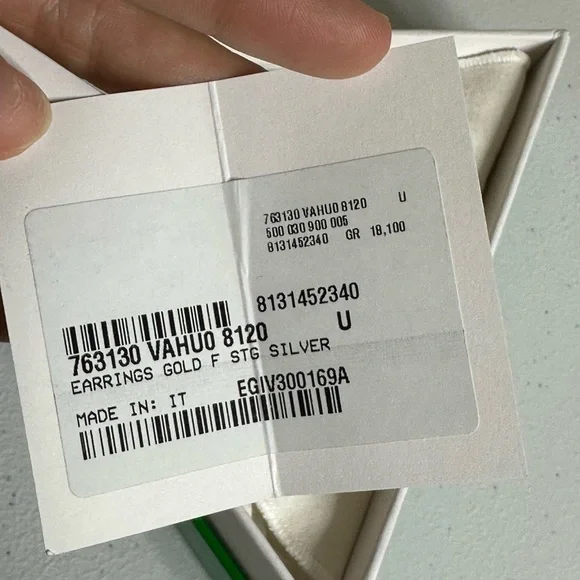 763130 VAHU0 8120 U
500 030 900 005
8131452340 GR 18,100
8131452340
763130 VAHU0 8120 U
EARRINGS GOLD F STG SILVER
MADE IN: IT EGIV300169A